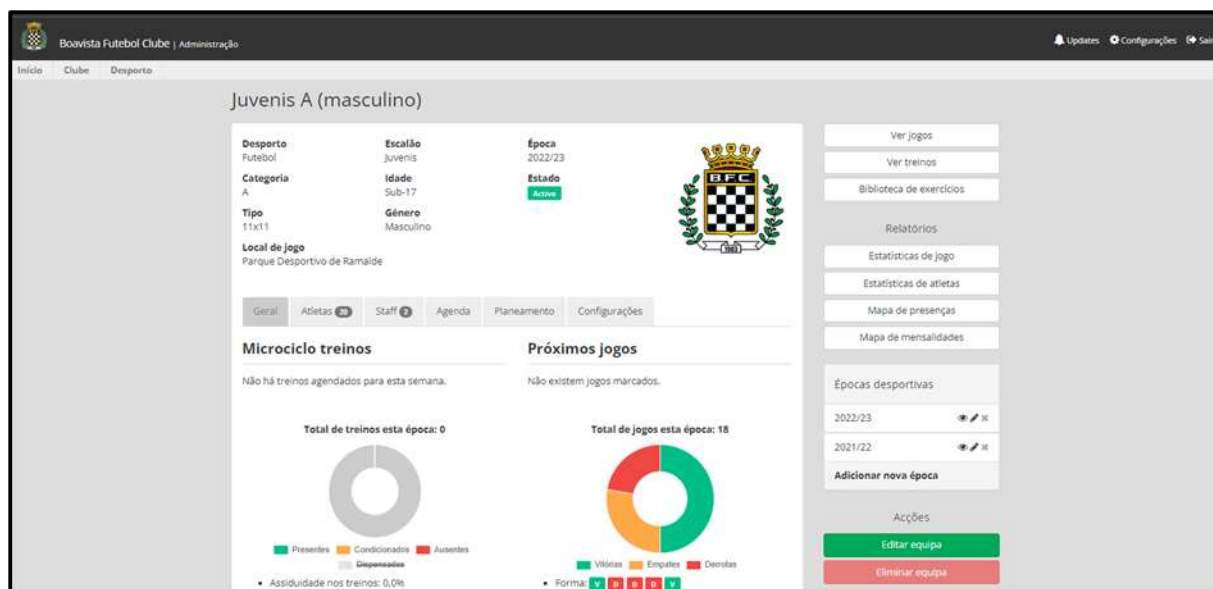 Boavista Futebol Clube | Administração
Updates Configurações Sair
Início Clube Desporto
Juvenis A (masculino)
Desporto Escalão Época
Futebol Juvenis 2022/23
Categoria Idade Estado
A Sub-17 Activo
Tipo Género
11x11 Masculino
Local de jogo
Parque Desportivo de Ramalde
B.F.C.
1903
Geral Atletas Staff 2 Agenda Planeamento Configurações
Microciclo treinos
Não há treinos agendados para esta semana.
Total de treinos esta época: 0
Presentes Condicionados Ausentes
Dispensados
• Assiduidade nos treinos: 0,0%
Próximos jogos
Não existem jogos marcados.
Total de jogos esta época: 18
Vitórias Empates Derrotas
• Forma: V D D D V
Ver jogos
Ver treinos
Biblioteca de exercícios
Relatórios
Estatísticas de jogo
Estatísticas de atletas
Mapa de presenças
Mapa de mensalidades
Épocas desportivas
2022/23
2021/22
Adicionar nova época
Acções
Editar equipa
Eliminar equipa